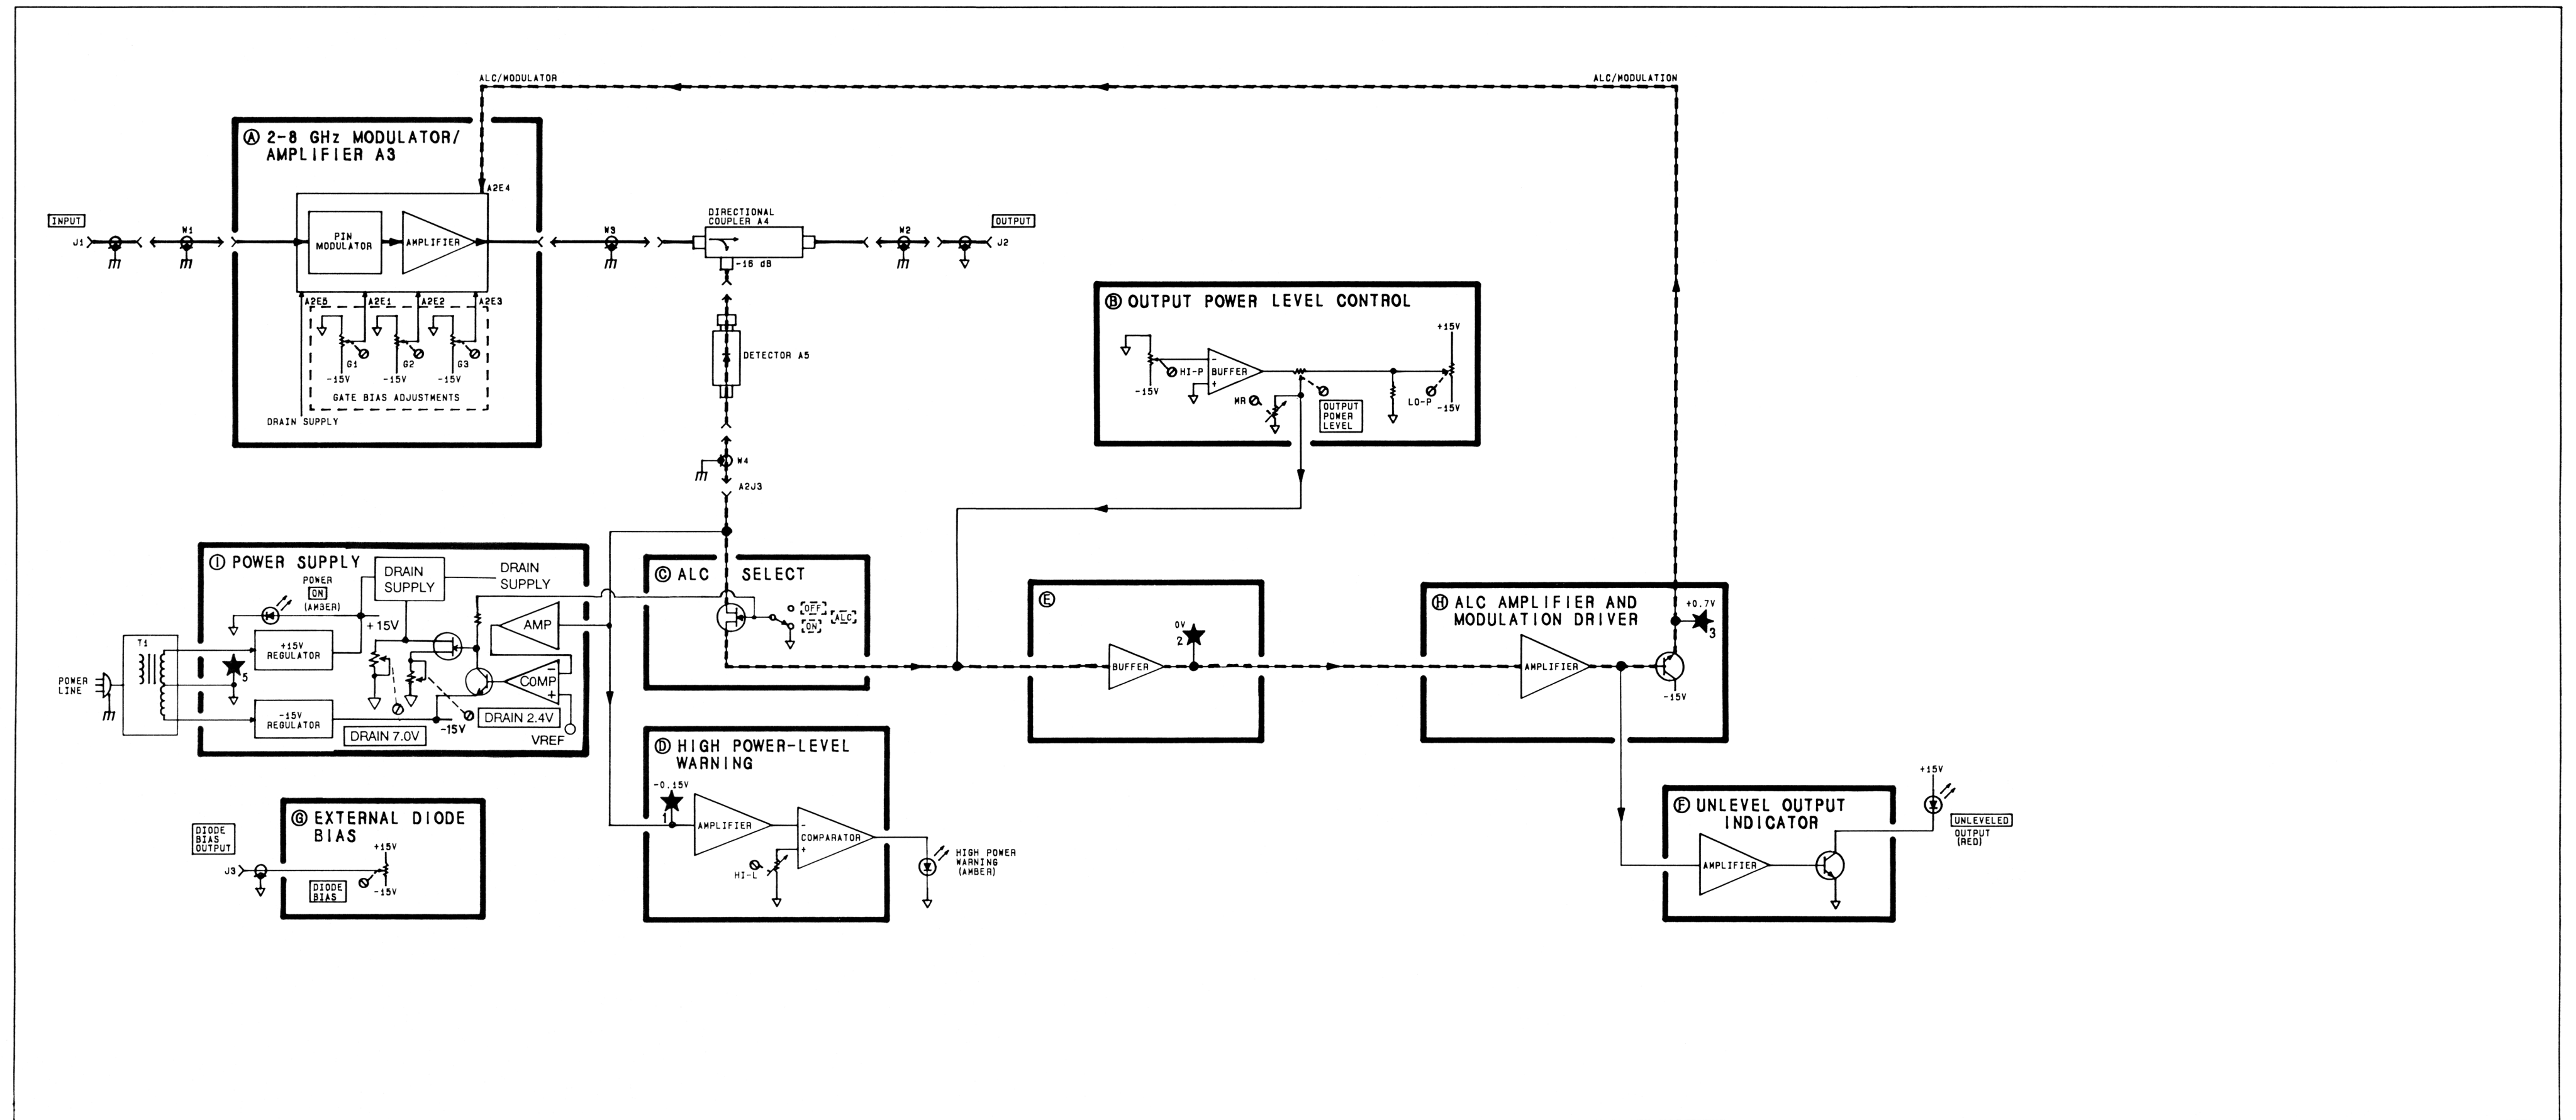 ALC/MODULATOR
ALC/MODULATION
Ⓐ 2-8 GHz MODULATOR/
AMPLIFIER A3
A2E4
INPUT
J1
W1
PIN
MODULATOR
AMPLIFIER
W3
DIRECTIONAL
COUPLER A4
-16 dB
W2
OUTPUT
J2
A2E5
A2E1
A2E2
A2E3
G1
G2
G3
-15V
-15V
-15V
GATE BIAS ADJUSTMENTS
DRAIN SUPPLY
DETECTOR A5
W4
A2J3
Ⓑ OUTPUT POWER LEVEL CONTROL
+15V
-15V
HI-P
-
BUFFER
+
MR
OUTPUT
POWER
LEVEL
LO-P
-15V
Ⓘ POWER SUPPLY
POWER
ON
(AMBER)
DRAIN
SUPPLY
DRAIN
SUPPLY
+15V
AMP
T1
+15V
REGULATOR
5
POWER
LINE
-15V
REGULATOR
-
COMP
+
DRAIN 7.0V
-15V
DRAIN 2.4V
VREF
Ⓒ ALC SELECT
OFF
ON
ALC
Ⓔ
BUFFER
0V
2
Ⓗ ALC AMPLIFIER AND
MODULATION DRIVER
AMPLIFIER
+0.7V
3
-15V
Ⓓ HIGH POWER-LEVEL
WARNING
-0.15V
1
AMPLIFIER
-
COMPARATOR
+
HI-L
HIGH POWER
WARNING
(AMBER)
Ⓖ EXTERNAL DIODE
BIAS
DIODE
BIAS
OUTPUT
J3
+15V
-15V
DIODE
BIAS
Ⓕ UNLEVEL OUTPUT
INDICATOR
AMPLIFIER
+15V
UNLEVELED
OUTPUT
(RED)